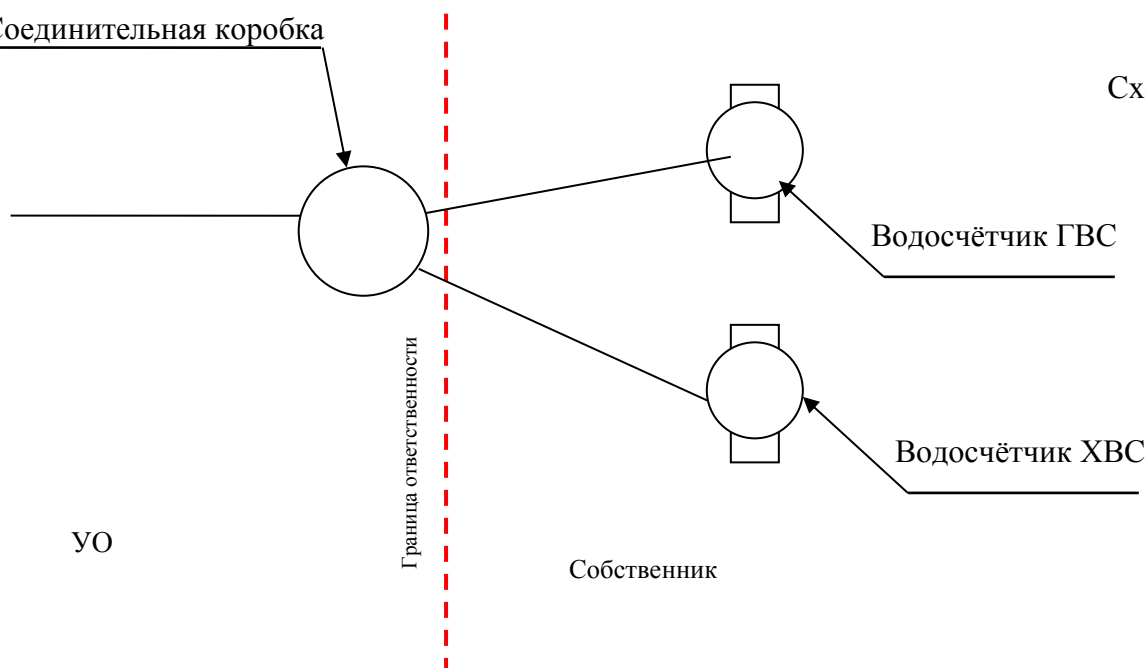 Соединительная коробка
Сх
Водосчётчик ГВС
Граница ответственности
Водосчётчик ХВС
УО
Собственник